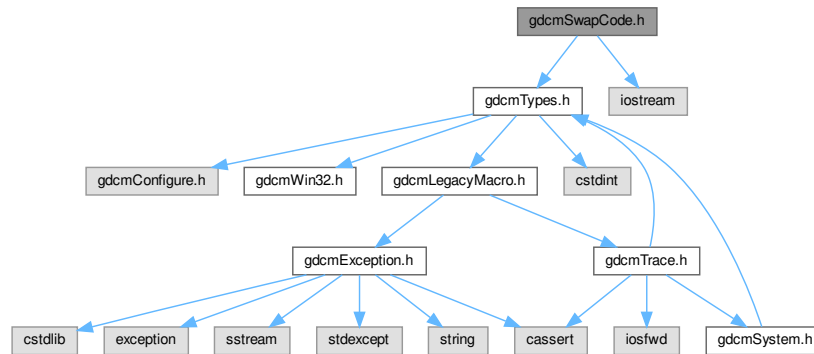 gdcmSwapCode.h
gdcmTypes.h
iostream
gdcmConfigure.h
gdcmWin32.h
gdcmLegacyMacro.h
cstdint
gdcmException.h
gdcmTrace.h
cstdlib
exception
sstream
stdexcept
string
cassert
iosfwd
gdcmSystem.h